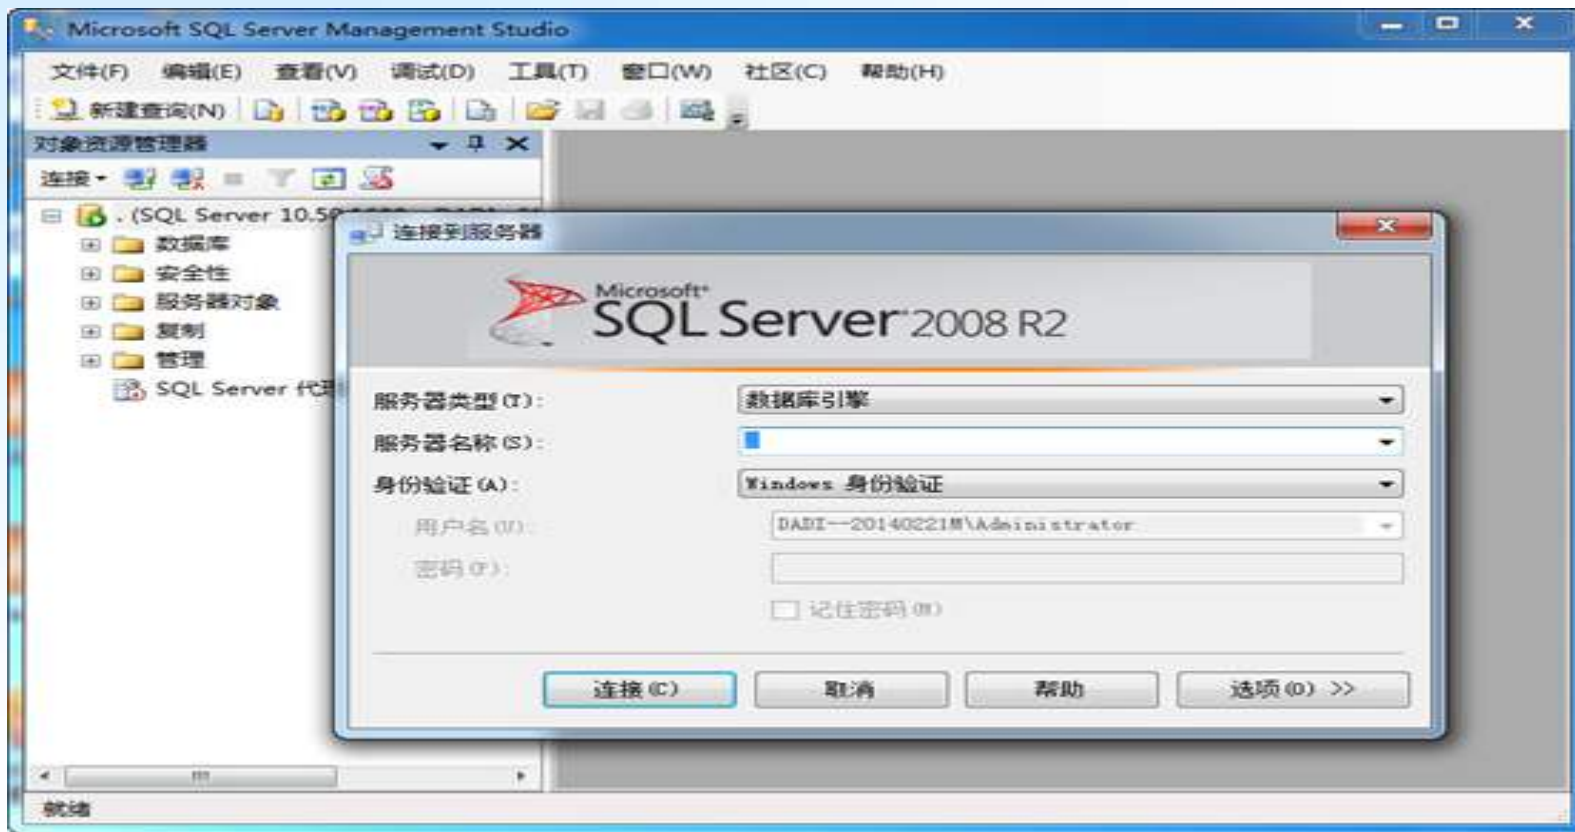 Microsoft SQL Server Management Studio
文件(F) 编辑(E) 查看(V) 调试(D) 工具(T) 窗口(W) 社区(C) 帮助(H)
新建查询(N)
对象资源管理器
连接
. (SQL Server 10.50
数据库
安全性
服务器对象
复制
管理
SQL Server 代理
连接到服务器
Microsoft
SQL Server 2008 R2
服务器类型(T): 数据库引擎
服务器名称(S):
身份验证(A): Windows 身份验证
用户名(U): DADI--20140221M\Administrator
密码(P):
记住密码(M)
连接(C) 取消 帮助 选项(O) >>
就绪